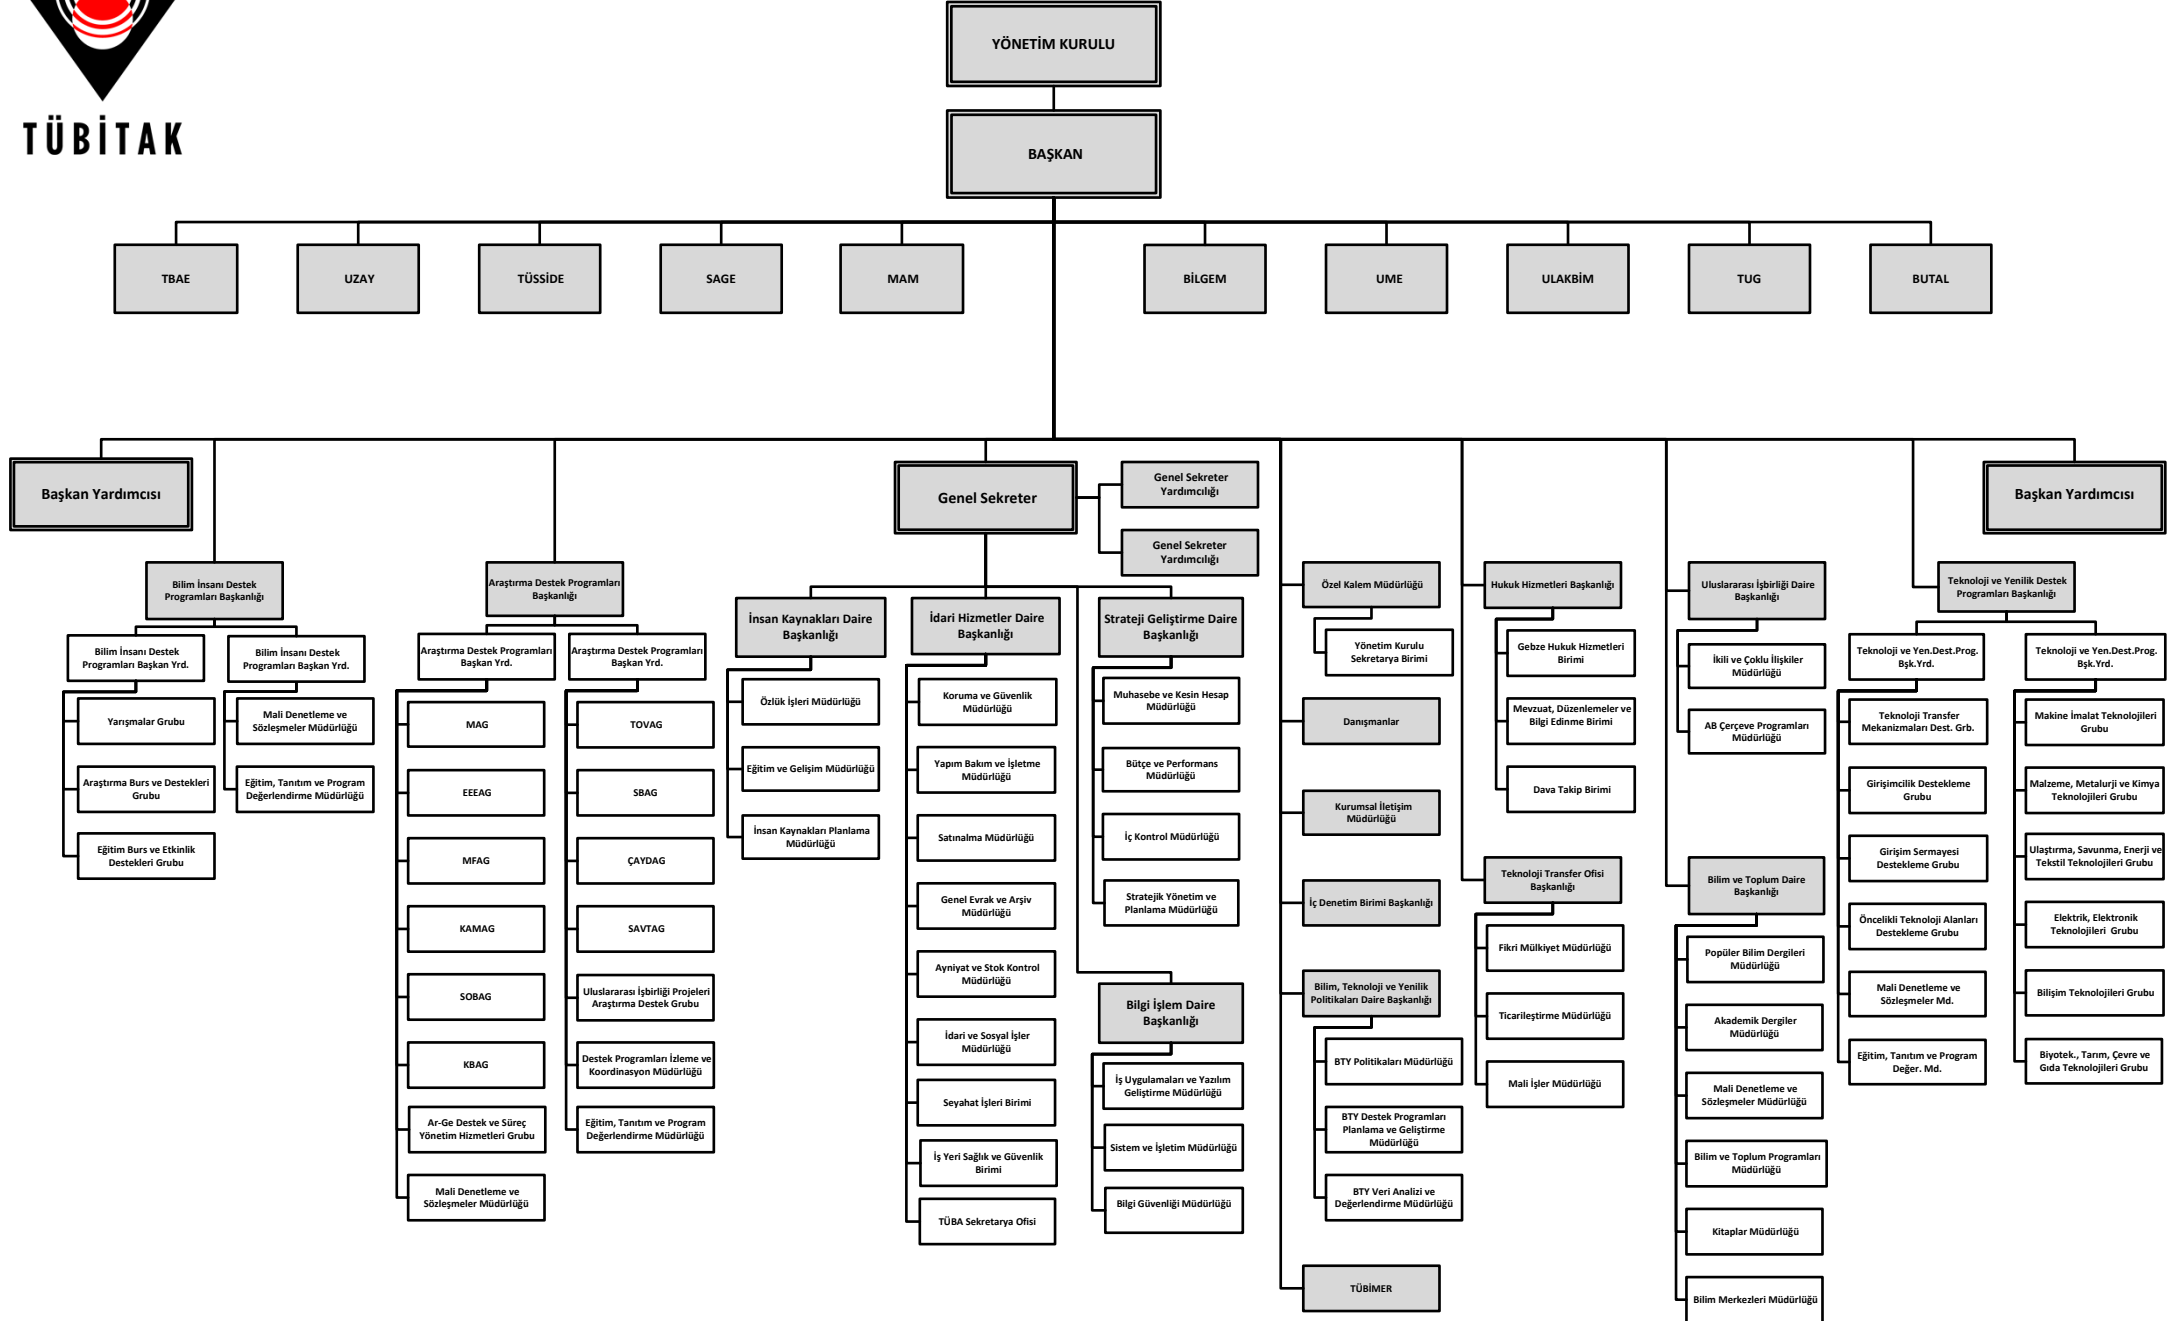 TÜBİTAK
YÖNETİM KURULU
BAŞKAN
TBAE
UZAY
TÜSSİDE
SAGE
MAM
BİLGEM
UME
ULAKBİM
TUG
BUTAL
Başkan Yardımcısı
Genel Sekreter
Genel Sekreter
Yardımcılığı
Genel Sekreter
Yardımcılığı
Başkan Yardımcısı
Bilim İnsanı Destek
Programları Başkanlığı
Bilim İnsanı Destek
Programları Başkan Yrd.
Yarışmalar Grubu
Araştırma Burs ve Destekleri
Grubu
Eğitim Burs ve Etkinlik
Destekleri Grubu
Bilim İnsanı Destek
Programları Başkan Yrd.
Mali Denetleme ve
Sözleşmeler Müdürlüğü
Eğitim, Tanıtım ve Program
Değerlendirme Müdürlüğü
Araştırma Destek Programları
Başkanlığı
Araştırma Destek Programları
Başkan Yrd.
MAG
EEEAG
MFAG
KAMAG
SOBAG
KBAG
Ar-Ge Destek ve Süreç
Yönetim Hizmetleri Grubu
Mali Denetleme ve
Sözleşmeler Müdürlüğü
Araştırma Destek Programları
Başkan Yrd.
TOVAG
SBAG
ÇAYDAG
SAVTAG
Uluslararası İşbirliği Projeleri
Araştırma Destek Grubu
Destek Programları İzleme ve
Koordinasyon Müdürlüğü
Eğitim, Tanıtım ve Program
Değerlendirme Müdürlüğü
İnsan Kaynakları Daire
Başkanlığı
Özlük İşleri Müdürlüğü
Eğitim ve Gelişim Müdürlüğü
İnsan Kaynakları Planlama
Müdürlüğü
İdari Hizmetler Daire
Başkanlığı
Koruma ve Güvenlik
Müdürlüğü
Yapım Bakım ve İşletme
Müdürlüğü
Satınalma Müdürlüğü
Genel Evrak ve Arşiv
Müdürlüğü
Ayniyat ve Stok Kontrol
Müdürlüğü
İdari ve Sosyal İşler
Müdürlüğü
Seyahat İşleri Birimi
İş Yeri Sağlık ve Güvenlik
Birimi
TÜBA Sekretarya Ofisi
Strateji Geliştirme Daire
Başkanlığı
Muhasebe ve Kesin Hesap
Müdürlüğü
Bütçe ve Performans
Müdürlüğü
İç Kontrol Müdürlüğü
Stratejik Yönetim ve
Planlama Müdürlüğü
Bilgi İşlem Daire
Başkanlığı
İş Uygulamaları ve Yazılım
Geliştirme Müdürlüğü
Sistem ve İşletim Müdürlüğü
Bilgi Güvenliği Müdürlüğü
Özel Kalem Müdürlüğü
Yönetim Kurulu
Sekretarya Birimi
Danışmanlar
Kurumsal İletişim
Müdürlüğü
İç Denetim Birimi Başkanlığı
Bilim, Teknoloji ve Yenilik
Politikaları Daire Başkanlığı
BTY Politikaları Müdürlüğü
BTY Destek Programları
Planlama ve Geliştirme
Müdürlüğü
BTY Veri Analizi ve
Değerlendirme Müdürlüğü
TÜBİMER
Hukuk Hizmetleri Başkanlığı
Gebze Hukuk Hizmetleri
Birimi
Mevzuat, Düzenlemeler ve
Bilgi Edinme Birimi
Dava Takip Birimi
Teknoloji Transfer Ofisi
Başkanlığı
Fikri Mülkiyet Müdürlüğü
Ticarileştirme Müdürlüğü
Mali İşler Müdürlüğü
Uluslararası İşbirliği Daire
Başkanlığı
İkili ve Çoklu İlişkiler
Müdürlüğü
AB Çerçeve Programları
Müdürlüğü
Bilim ve Toplum Daire
Başkanlığı
Popüler Bilim Dergileri
Müdürlüğü
Akademik Dergiler
Müdürlüğü
Mali Denetleme ve
Sözleşmeler Müdürlüğü
Bilim ve Toplum Programları
Müdürlüğü
Kitaplar Müdürlüğü
Bilim Merkezleri Müdürlüğü
Teknoloji ve Yenilik Destek
Programları Başkanlığı
Teknoloji ve Yen.Dest.Prog.
Bşk.Yrd.
Teknoloji Transfer
Mekanizmaları Dest. Grb.
Girişimcilik Destekleme
Grubu
Girişim Sermayesi
Destekleme Grubu
Öncelikli Teknoloji Alanları
Destekleme Grubu
Mali Denetleme ve
Sözleşmeler Md.
Eğitim, Tanıtım ve Program
Değer. Md.
Teknoloji ve Yen.Dest.Prog.
Bşk.Yrd.
Makine İmalat Teknolojileri
Grubu
Malzeme, Metalurji ve Kimya
Teknolojileri Grubu
Ulaştırma, Savunma, Enerji ve
Tekstil Teknolojileri Grubu
Elektrik, Elektronik
Teknolojileri Grubu
Bilişim Teknolojileri Grubu
Biyotek., Tarım, Çevre ve
Gıda Teknolojileri Grubu